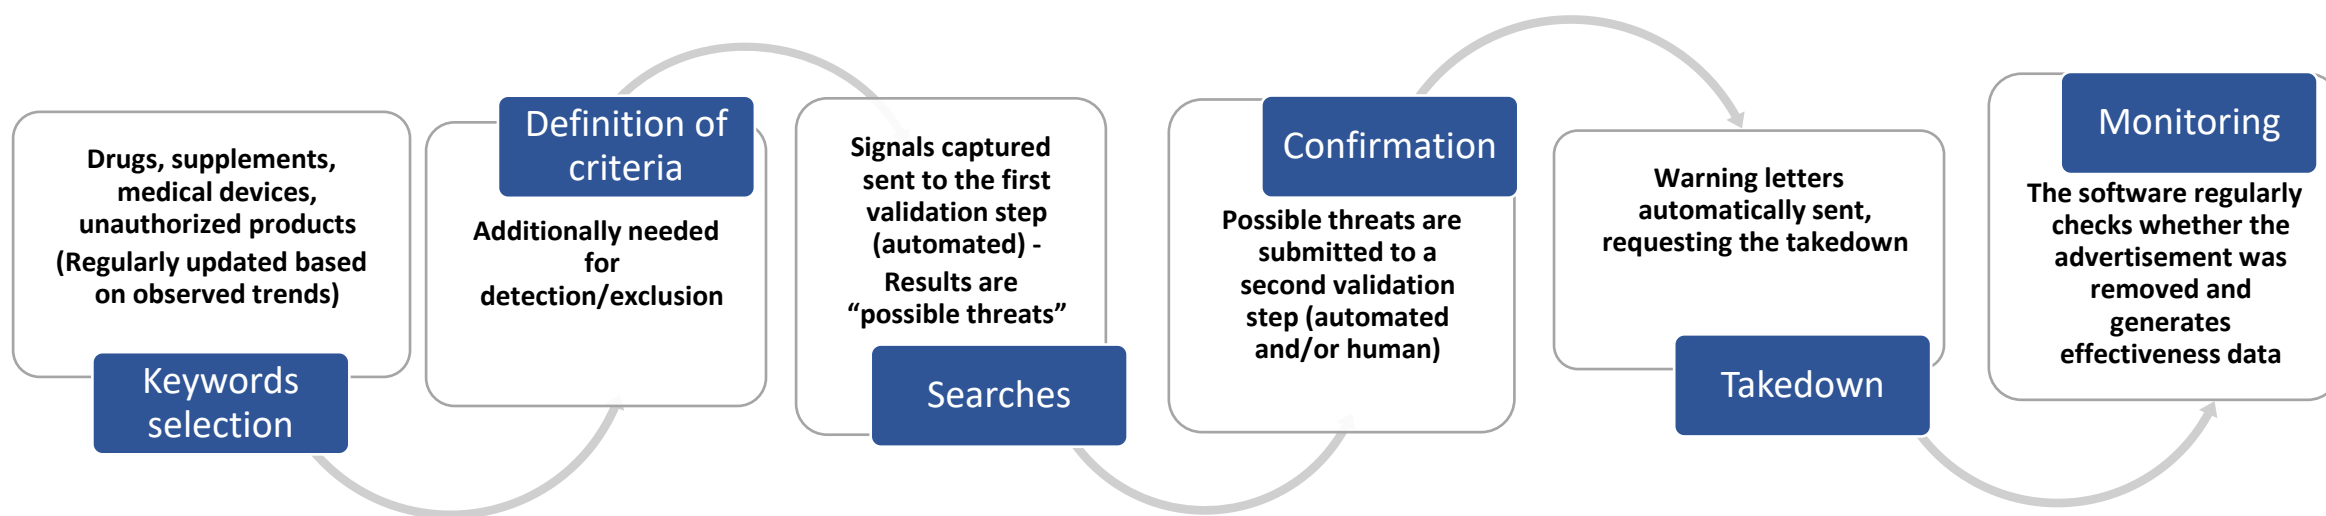 Drugs, supplements,
medical devices,
unauthorized products
(Regularly updated based
on observed trends)
Keywords
selection
Definition of
criteria
Additionally needed
for
detection/exclusion
Signals captured
sent to the first
validation step
(automated) -
Results are
“possible threats”
Searches
Confirmation
Possible threats are
submitted to a
second validation
step (automated
and/or human)
Warning letters
automatically sent,
requesting the takedown
Takedown
Monitoring
The software regularly
checks whether the
advertisement was
removed and
generates
effectiveness data